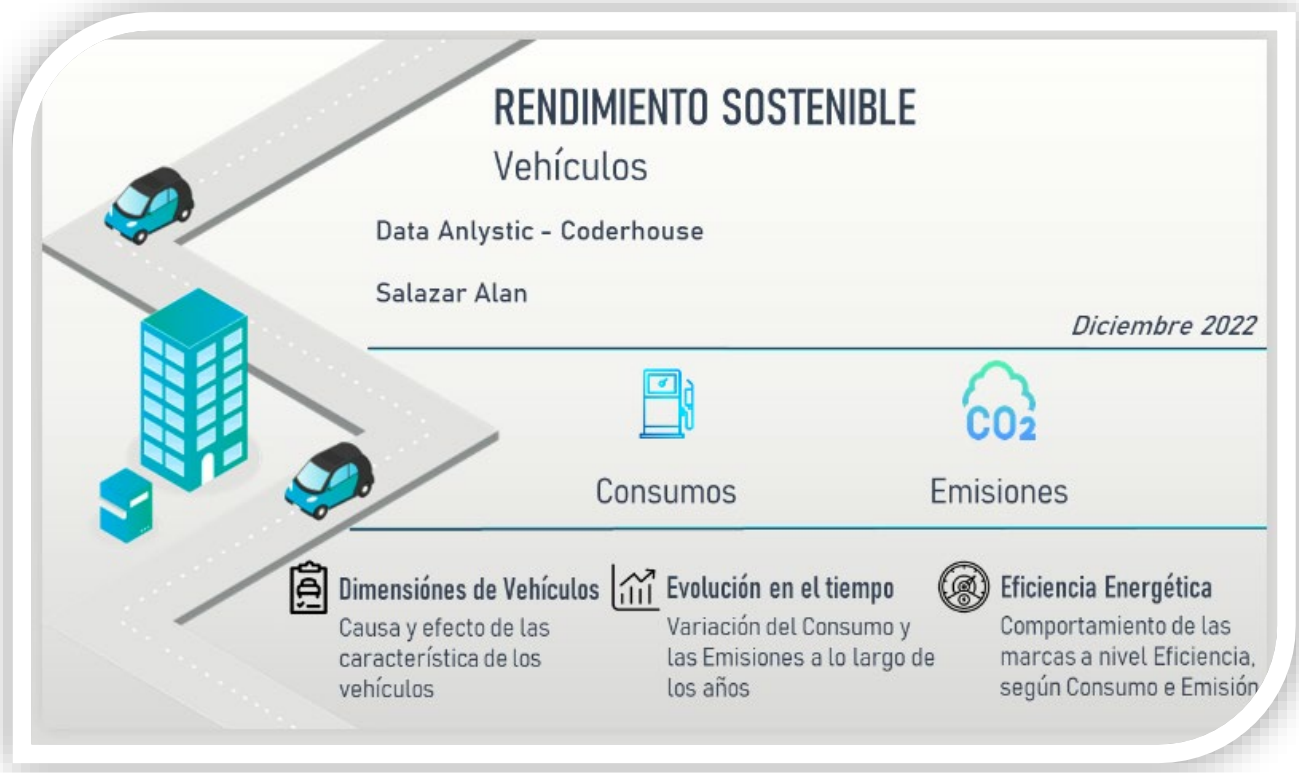 RENDIMIENTO SOSTENIBLE
Vehículos
Data Anlystic - Coderhouse
Salazar Alan
Diciembre 2022
CO2
Consumos
Emisiones
Dimensiónes de Vehículos
Causa y efecto de las
característica de los
vehículos
Evolución en el tiempo
Variación del Consumo y
las Emisiones a lo largo de
los años
Eficiencia Energética
Comportamiento de las
marcas a nivel Eficiencia,
según Consumo e Emisión